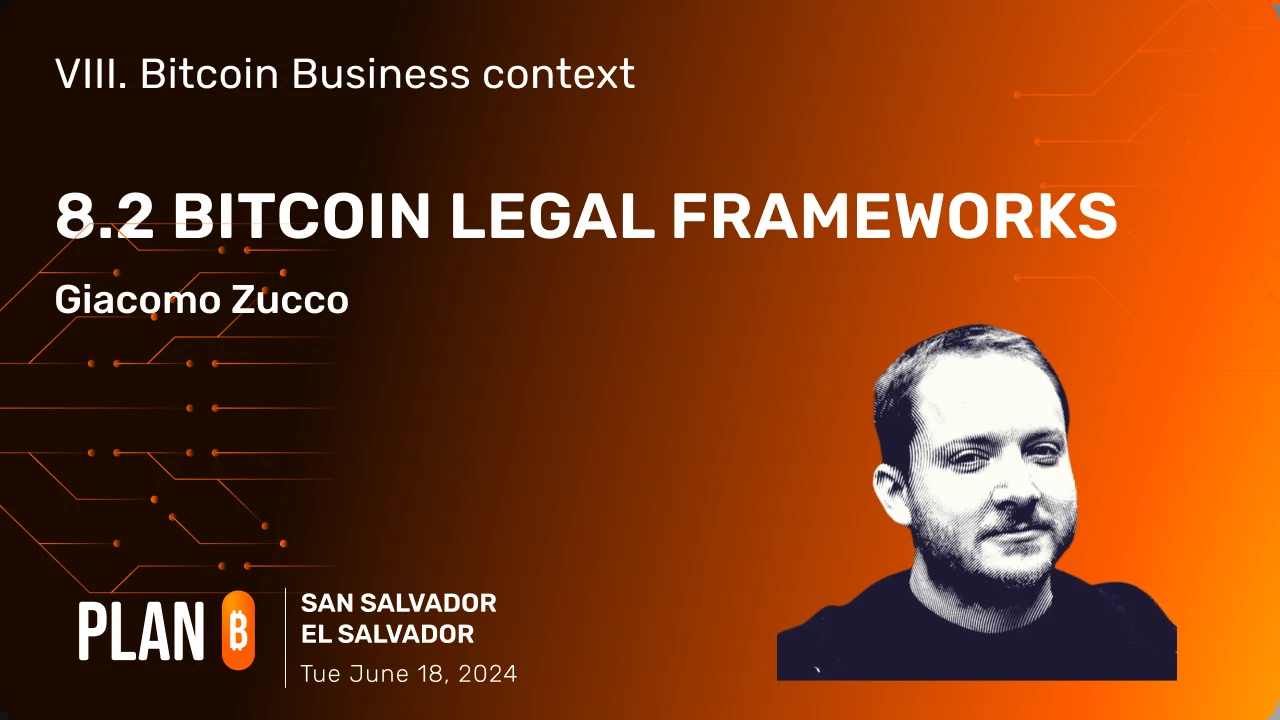 VIII. Bitcoin Business context
8.2 BITCOIN LEGAL FRAMEWORKS
Giacomo Zucco
PLAN ₿
SAN SALVADOR
EL SALVADOR
Tue June 18, 2024